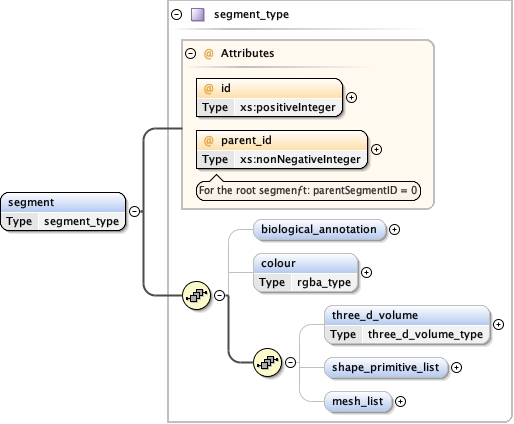 segment_type
@ Attributes
@ id
Type xs:positiveInteger
@ parent_id
Type xs:nonNegativeInteger
For the root segmenƒt: parentSegmentID = 0
segment
Type segment_type
biological_annotation
colour
Type rgba_type
three_d_volume
Type three_d_volume_type
shape_primitive_list
mesh_list